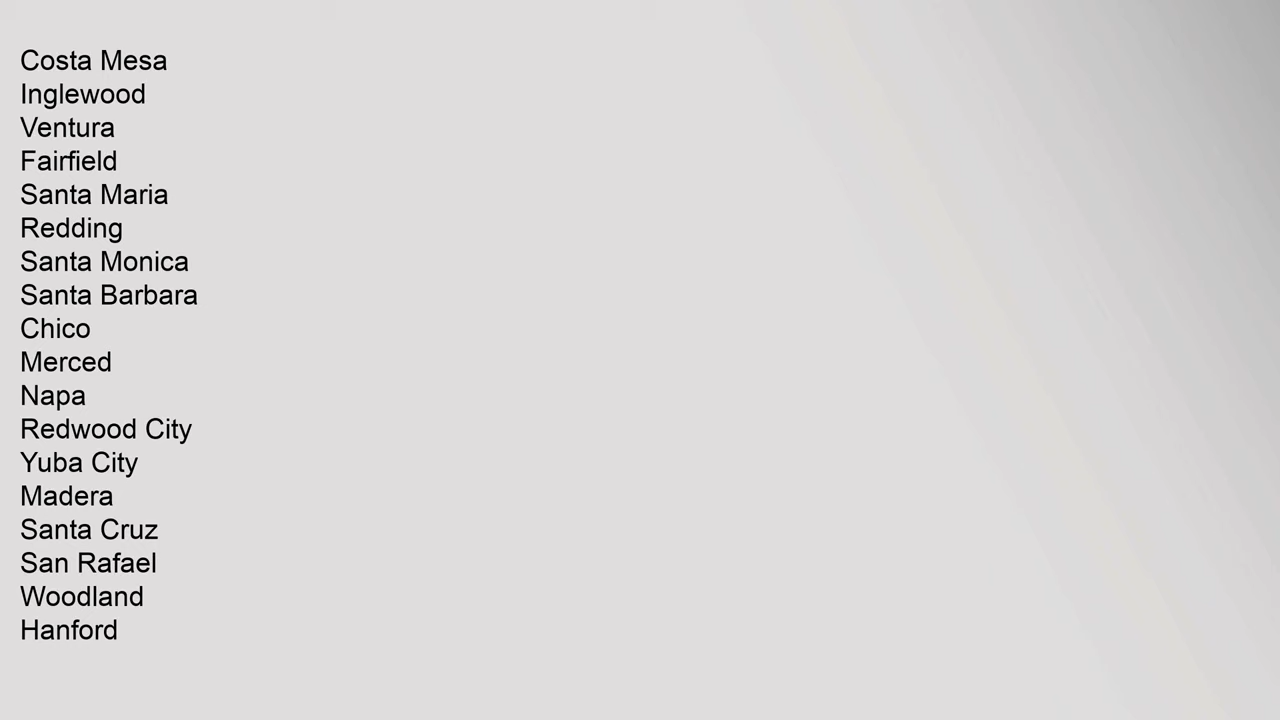 Costa Mesa
Inglewood
Ventura
Fairfield
Santa Maria
Redding
Santa Monica
Santa Barbara
Chico
Merced
Napa
Redwood City
Yuba City
Madera
Santa Cruz
San Rafael
Woodland
Hanford